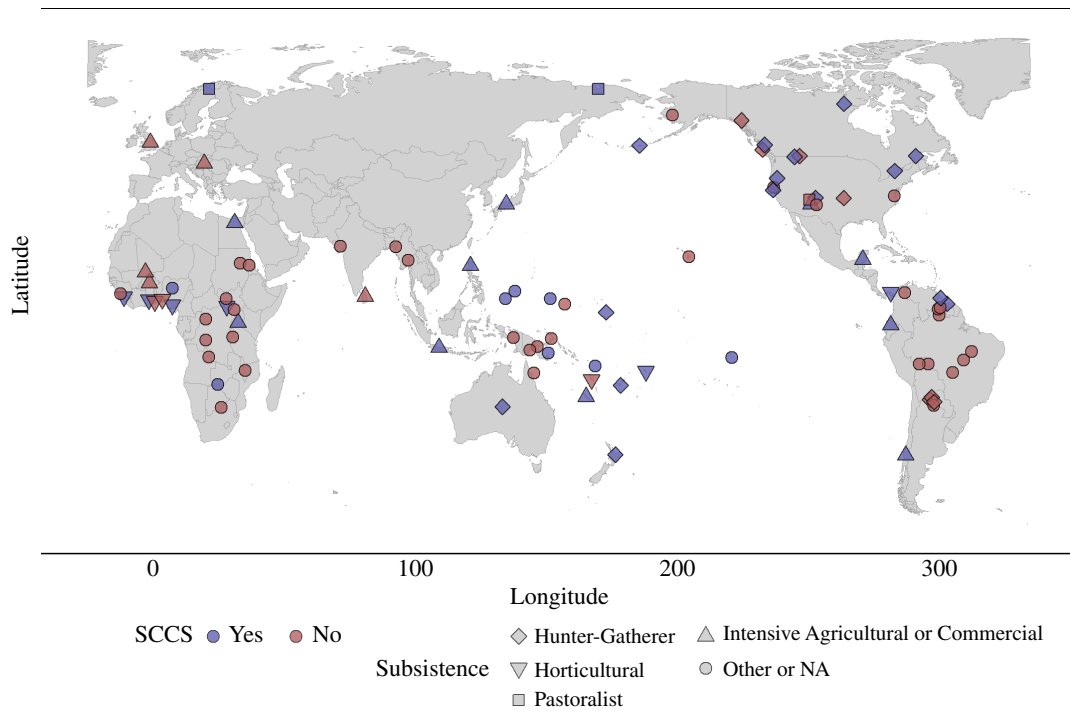 Latitude
0 100 200 300
Longitude
SCCS Yes No
Hunter-Gatherer Intensive Agricultural or Commercial
Subsistence Horticultural Other or NA
Pastoralist